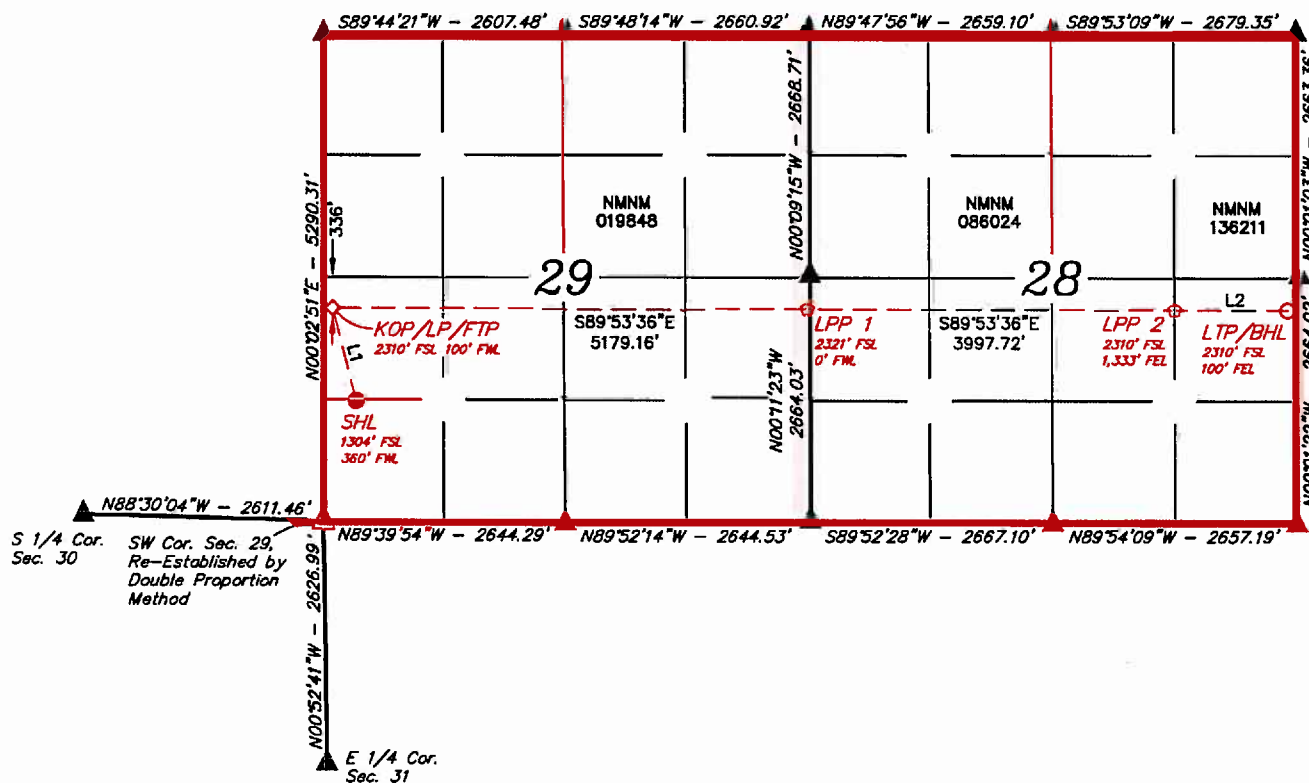 S89°44'21"W - 2607.48'
S89°48'14"W - 2660.92'
N89°47'56"W - 2659.10'
S89°53'09"W - 2679.35'
N00°02'51"E - 5290.31'
336'
N00°09'15"W - 2668.71'
NMNM
019848
NMNM
086024
NMNM
136211
29
28
KOP/LP/FTP
2310' FSL 100' FWL
S89°53'36"E
5179.16'
LPP 1
2321' FSL
0' FWL
S89°53'36"E
3997.72'
LPP 2
2310' FSL
1,333' FEL
L2
LTP/BHL
2310' FSL
100' FEL
L1
SHL
1304' FSL
360' FWL
N00°11'23"W
2664.03'
N88°30'04"W - 2611.46'
N89°39'54"W - 2644.29'
N89°52'14"W - 2644.53'
S89°52'28"W - 2667.10'
N89°54'09"W - 2657.19'
S 1/4 Cor.
Sec. 30
SW Cor. Sec. 29,
Re-Established by
Double Proportion
Method
N00°52'41"W - 2626.99'
E 1/4 Cor.
Sec. 31